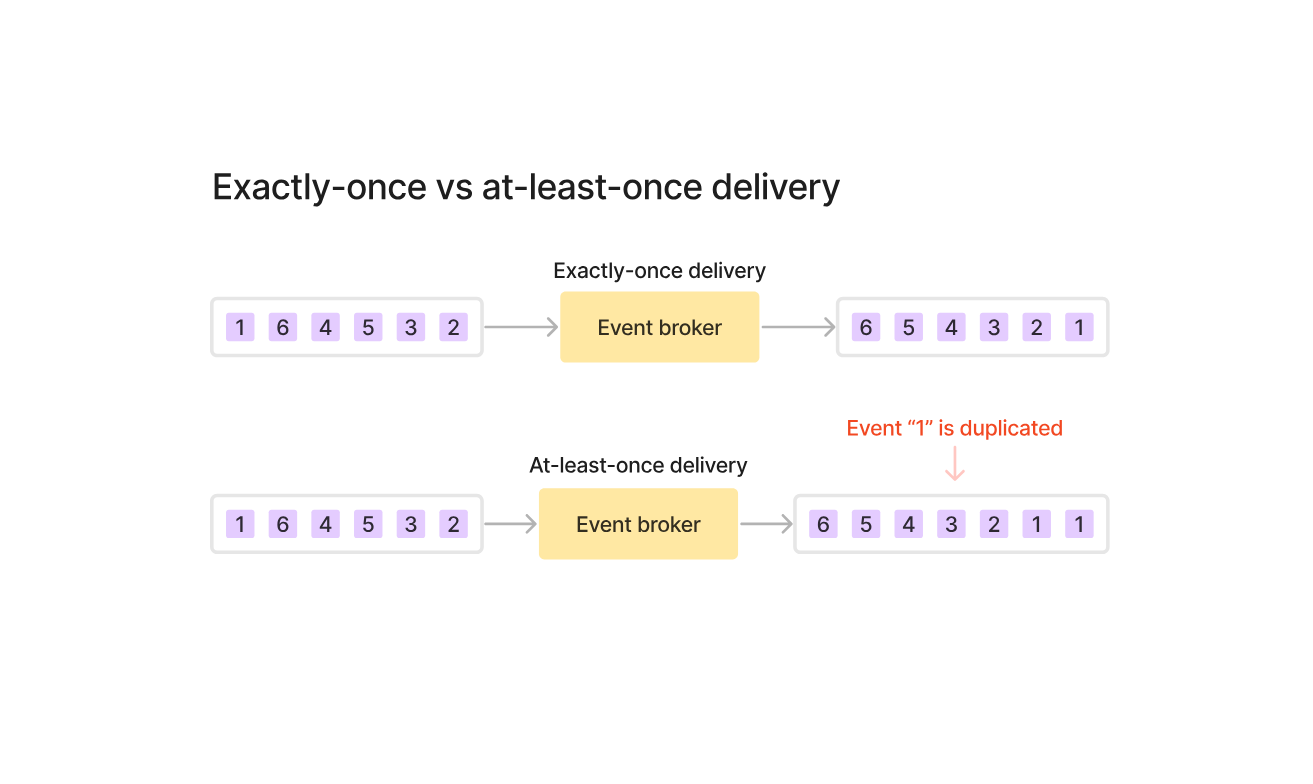 Exactly-once vs at-least-once delivery
Exactly-once delivery
1 6 4 5 3 2
Event broker
6 5 4 3 2 1
Event “1” is duplicated
At-least-once delivery
1 6 4 5 3 2
Event broker
6 5 4 3 2 1 1